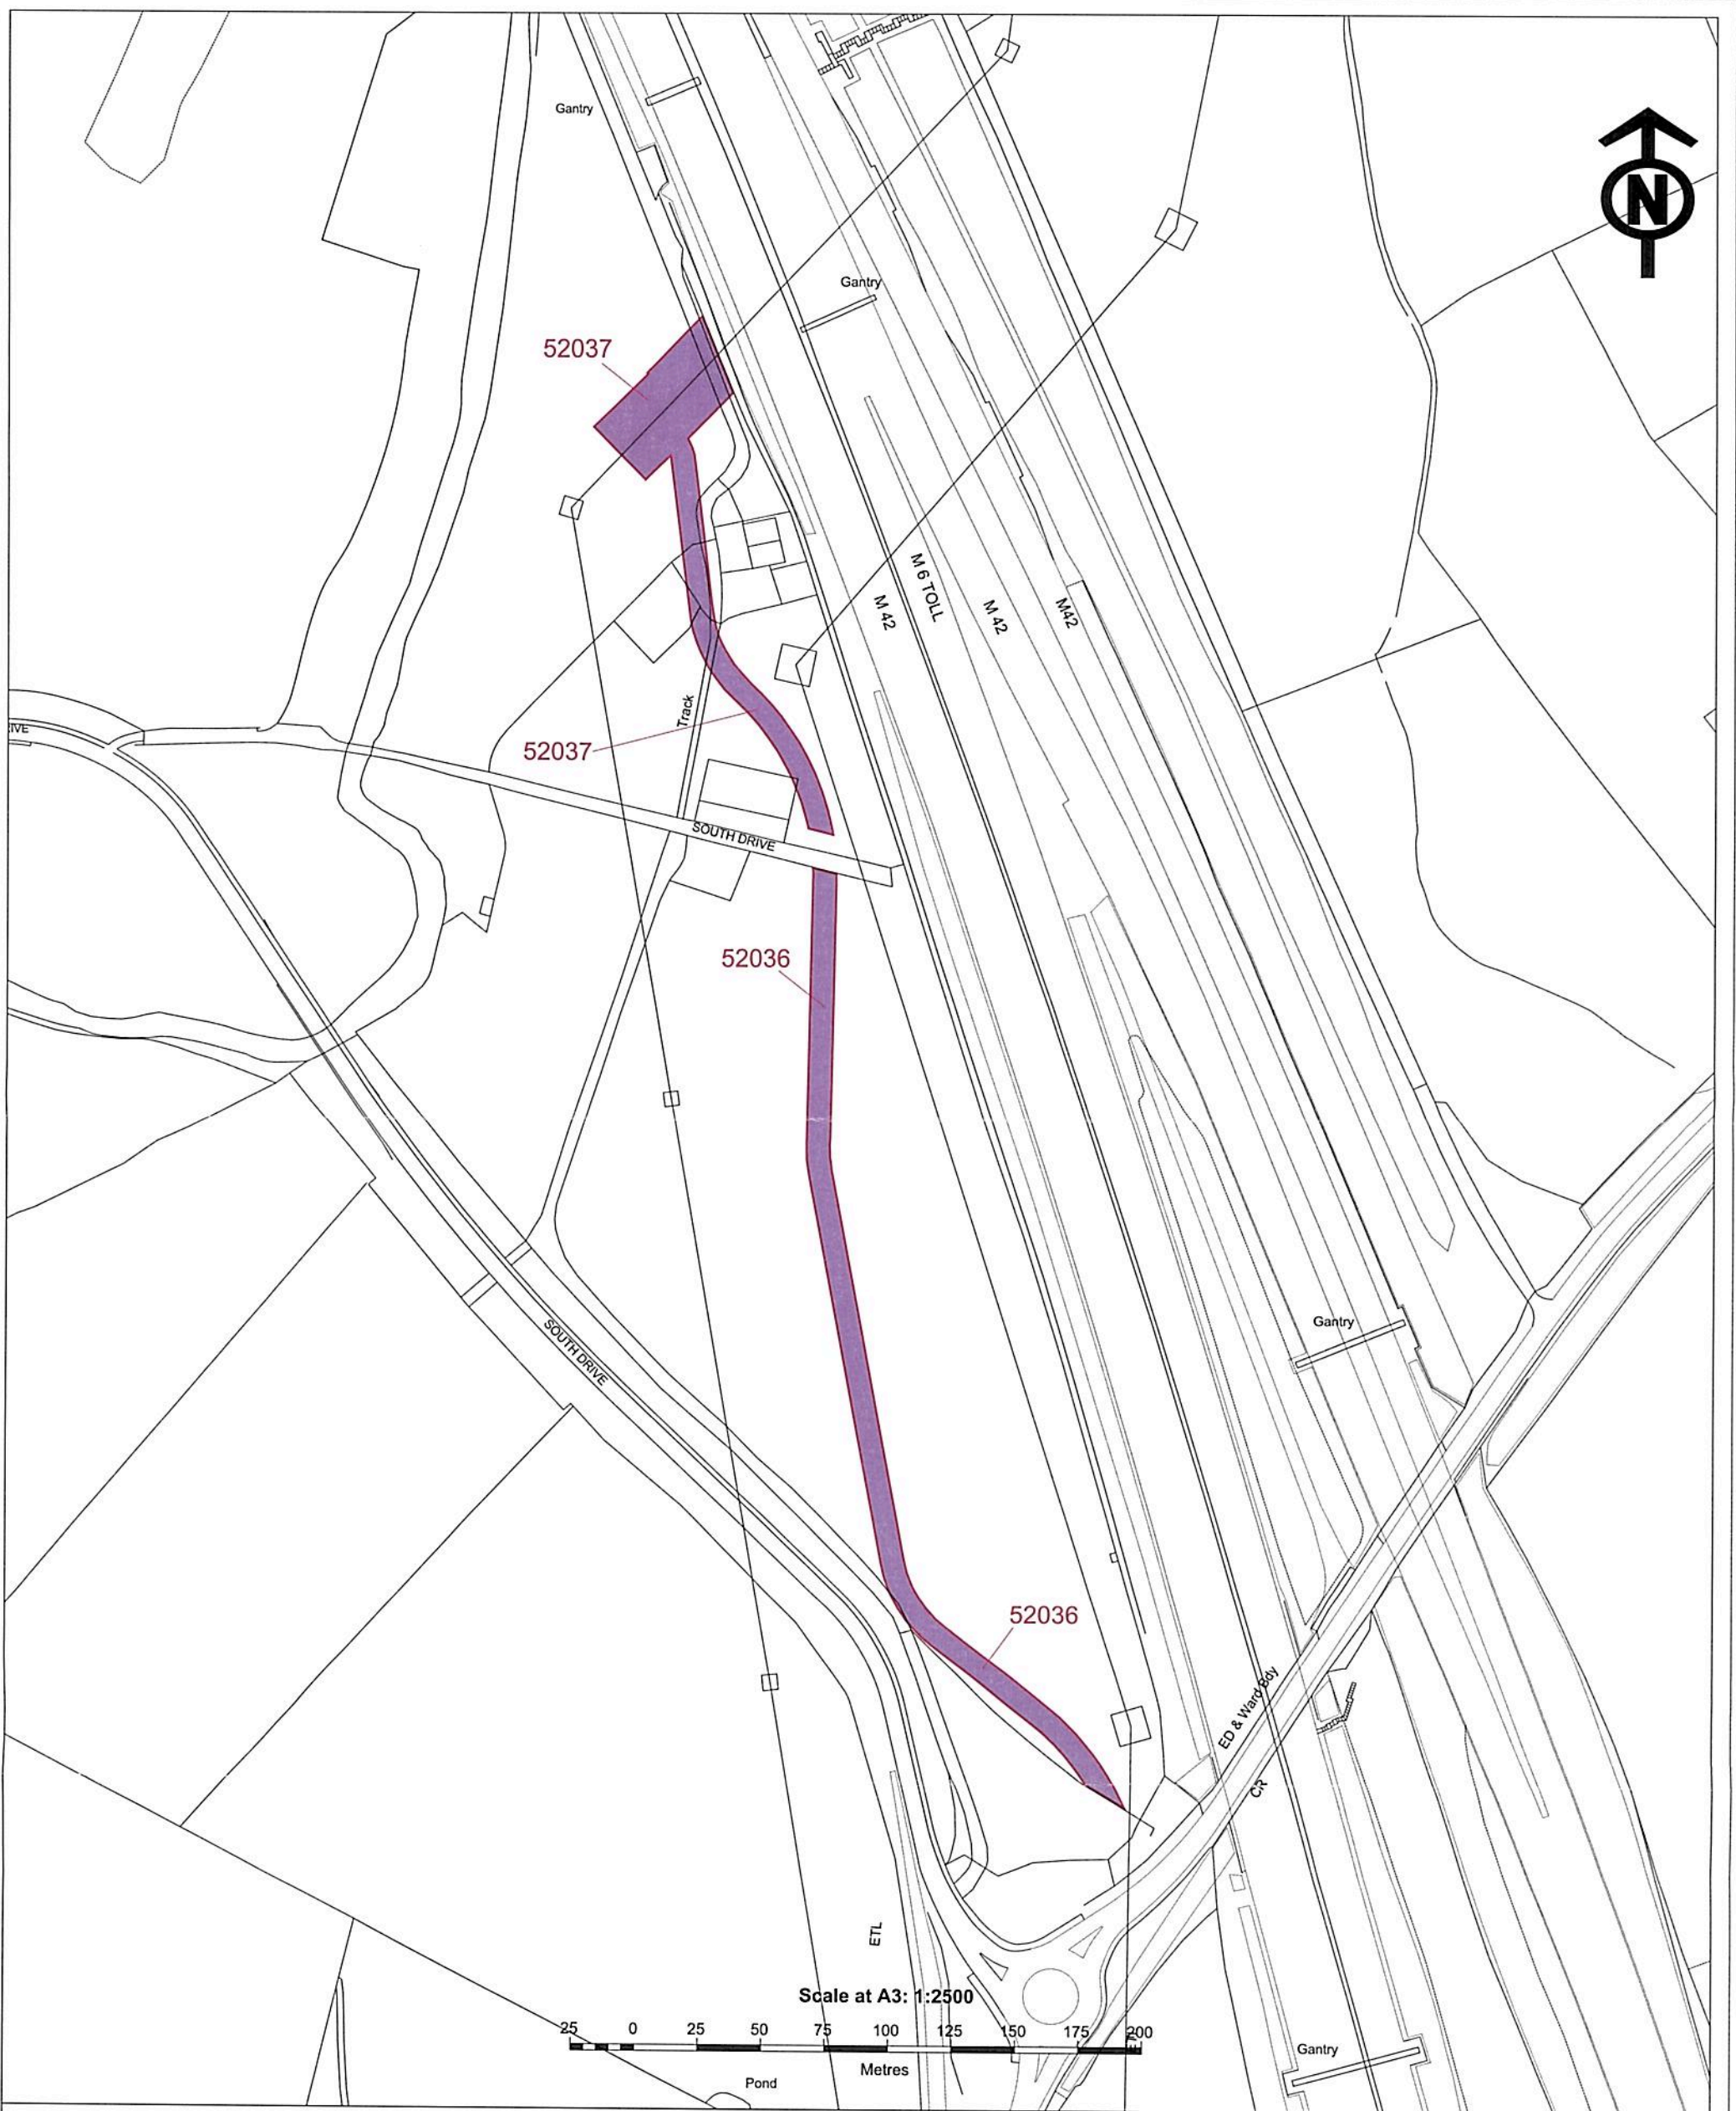 Gantry
N
Gantry
52037
M 6 TOLL
M 42
M 42
M42
Track
IVE
52037
SOUTH DRIVE
52036
Gantry
SOUTH DRIVE
52036
ED & Ward Bdy
CR
ETL
Scale at A3: 1:2500
25 0 25 50 75 100 125 150 175 200
Metres
Gantry
Pond